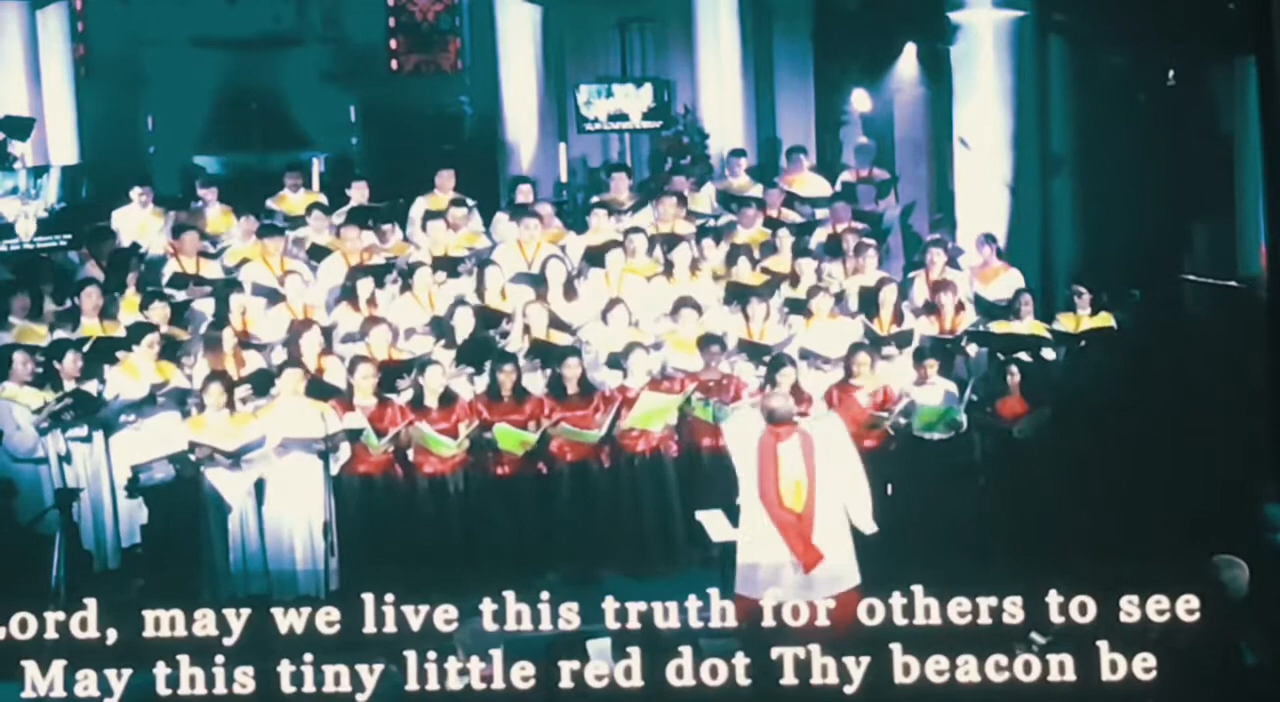 Lord, may we live this truth for others to see
May this tiny little red dot Thy beacon be